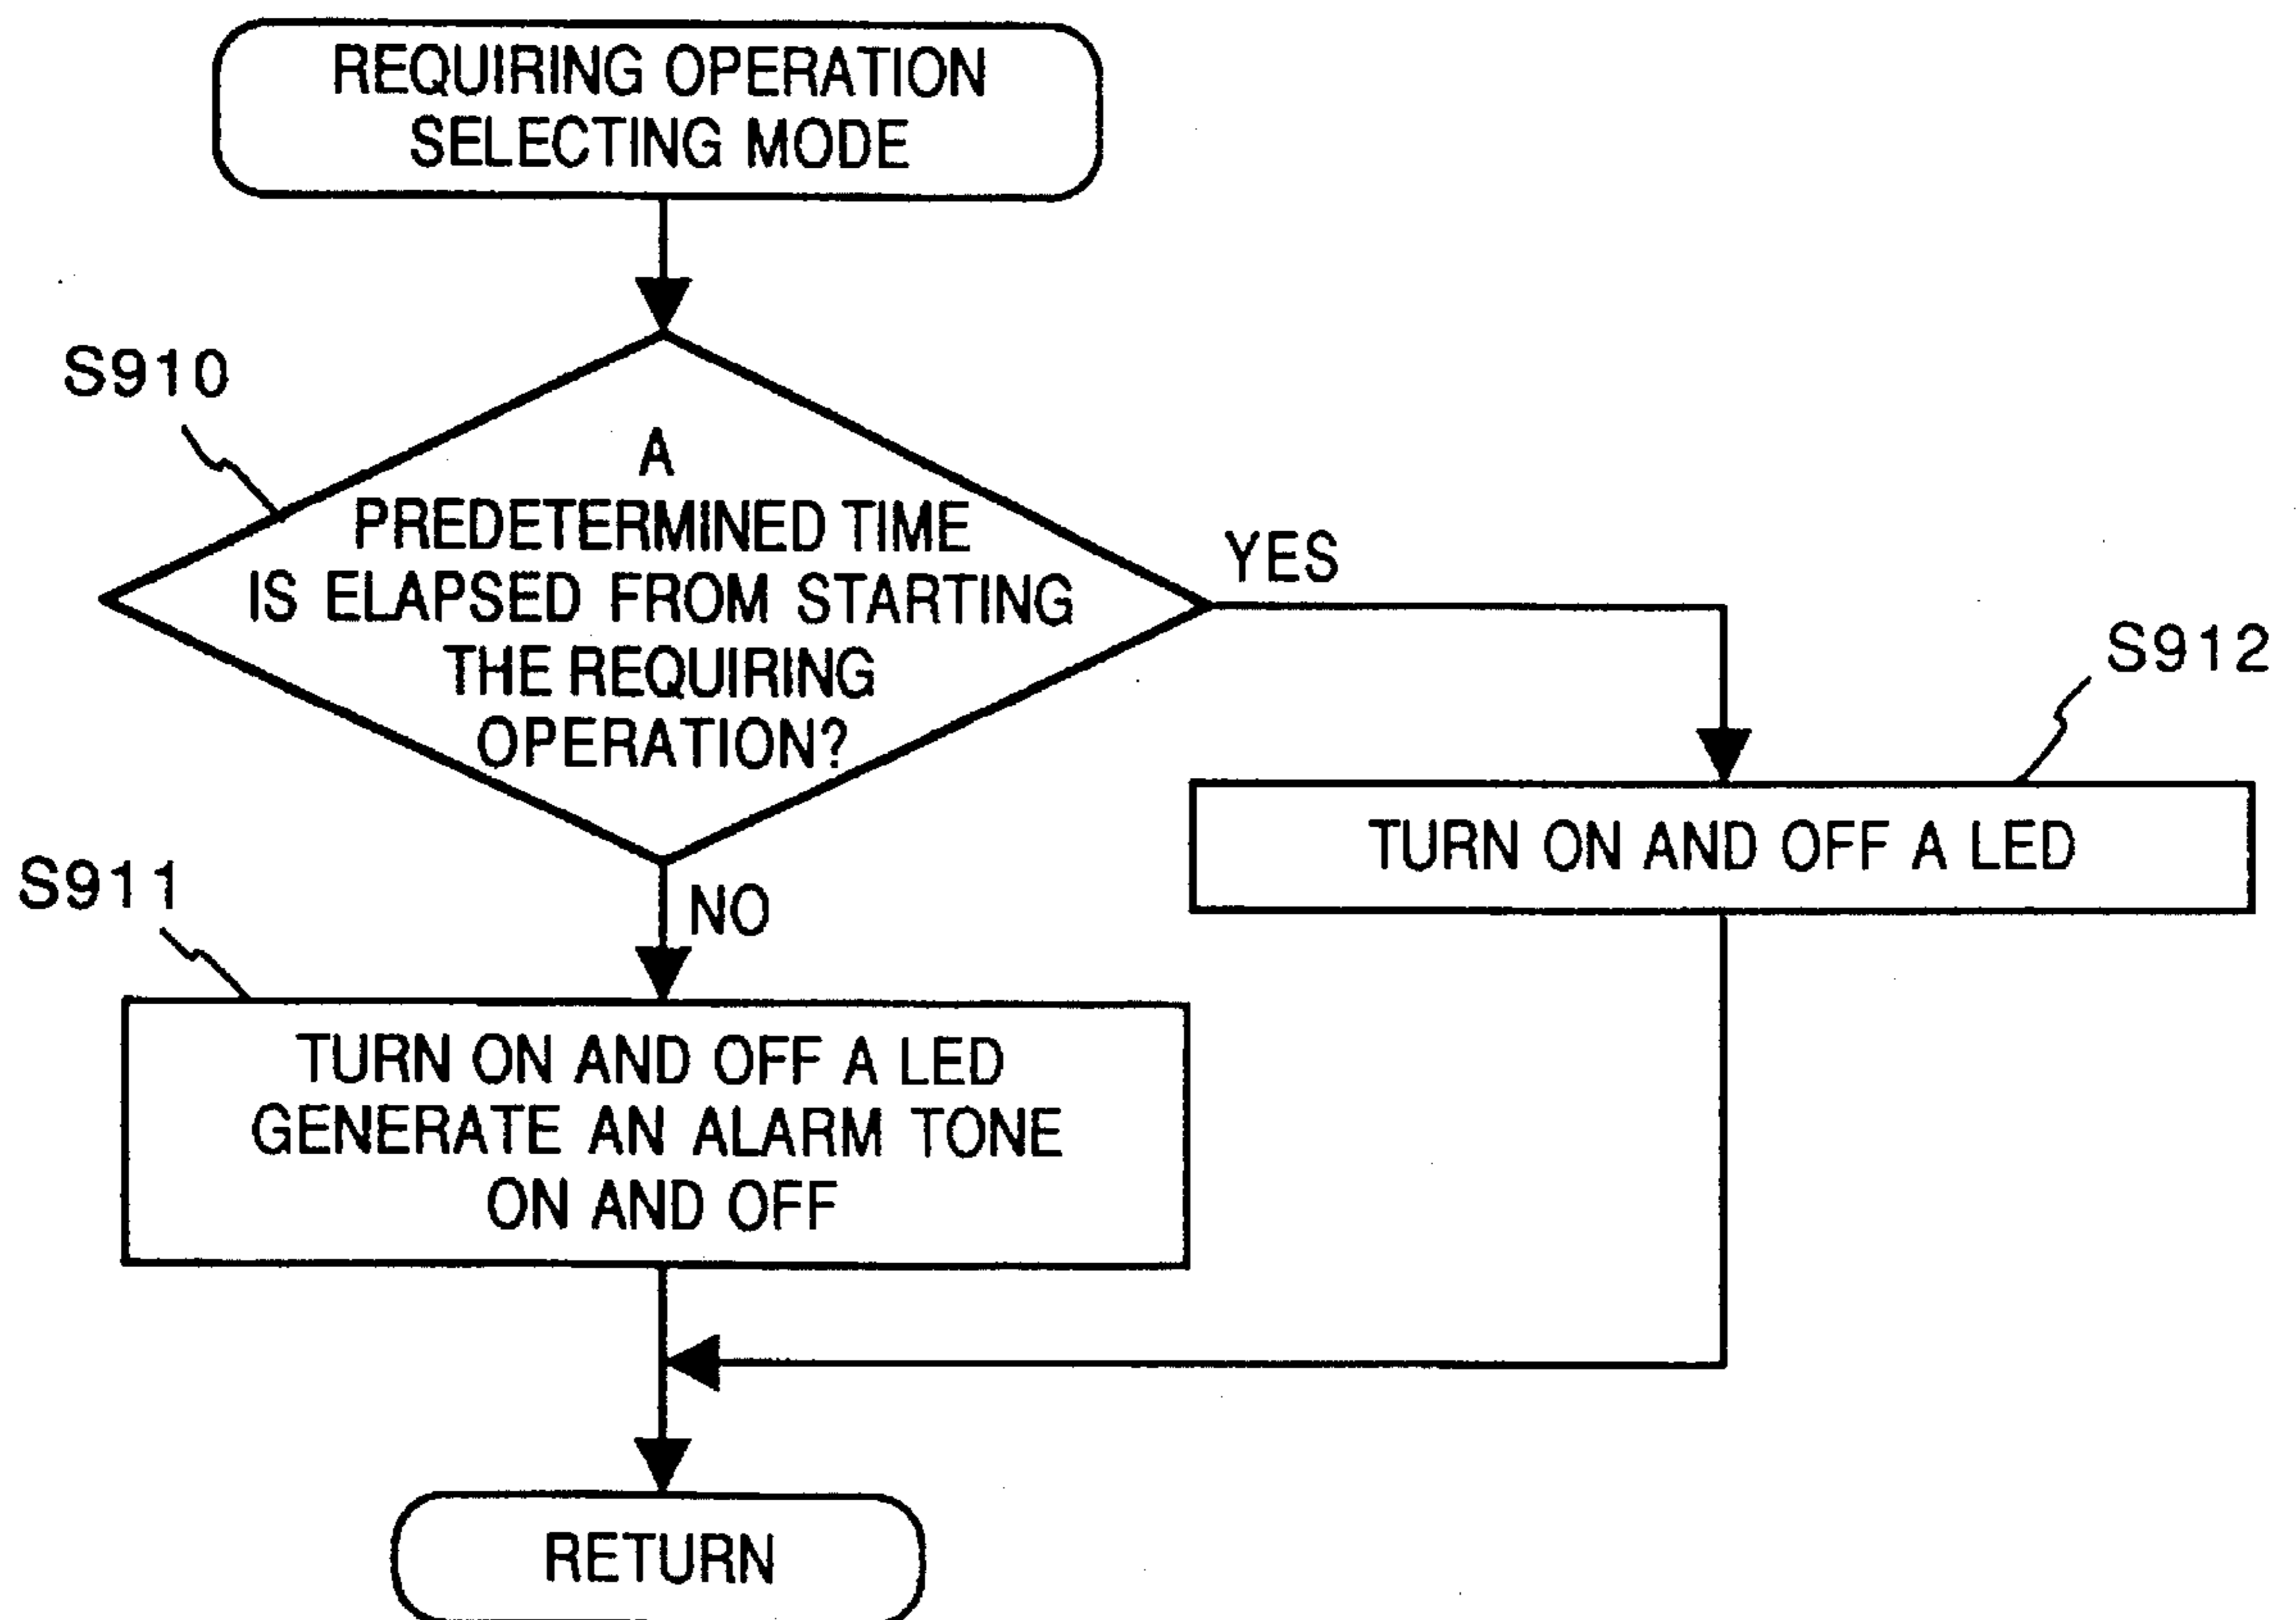 REQUIRING OPERATION
SELECTING MODE
S910
A
PREDETERMINED TIME
IS ELAPSED FROM STARTING
THE REQUIRING
OPERATION?
YES
S912
TURN ON AND OFF A LED
S911
NO
TURN ON AND OFF A LED
GENERATE AN ALARM TONE
ON AND OFF
RETURN